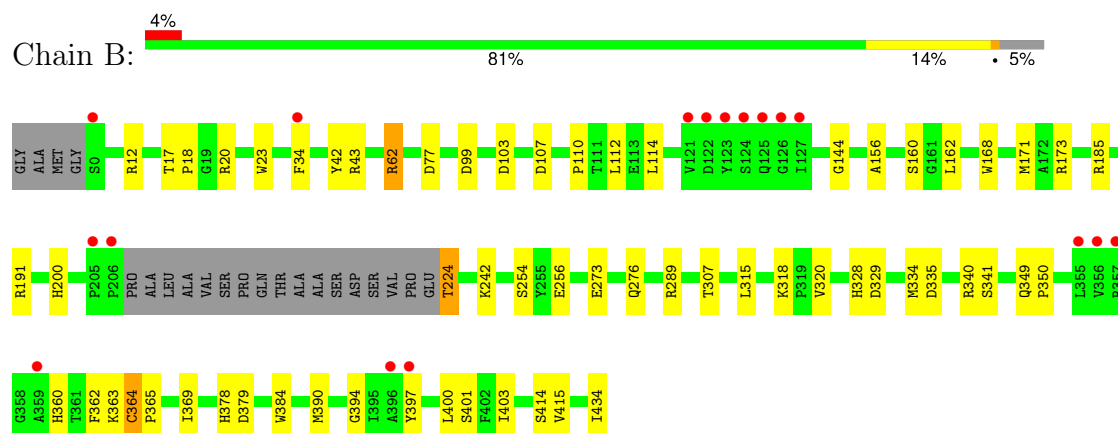 4%
Chain B:
81% 14% • 5%
GLY ALA MET GLY S0 R12 T17 P18 G19 R20 W23 F34 Y42 R43 R62 D77 D99 D103 D107 P110 T111 L112 E113 L114 V121 D122 Y123 S124 Q125 G126 I127 G144 A156 S160 G161 L162 W168 M171 A172 R173 R185
R191 H200 P205 P206 PRO ALA LEU ALA VAL SER PRO GLN THR ALA ALA SER ASP SER VAL PRO GLU T224 K242 S254 Y255 E256 E273 Q276 R289 T307 L315 K318 P319 V320 H328 D329 M334 D335 R340 S341 Q349 P350 L355 V356
G358 A359 H360 T361 F362 K363 C364 P365 I369 H378 D379 W384 M390 G394 I395 A396 Y397 L400 S401 F402 I403 S414 V415 I434